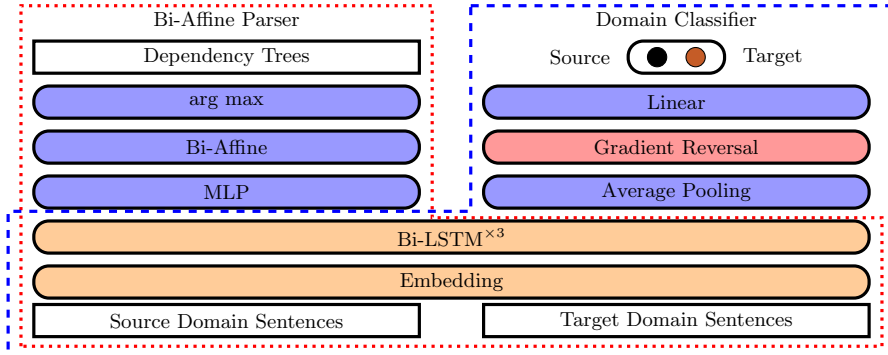 Bi-Affine Parser
Dependency Trees
arg max
Bi-Affine
MLP
Domain Classifier
Source Target
Linear
Gradient Reversal
Average Pooling
Bi-LSTM×3
Embedding
Source Domain Sentences
Target Domain Sentences